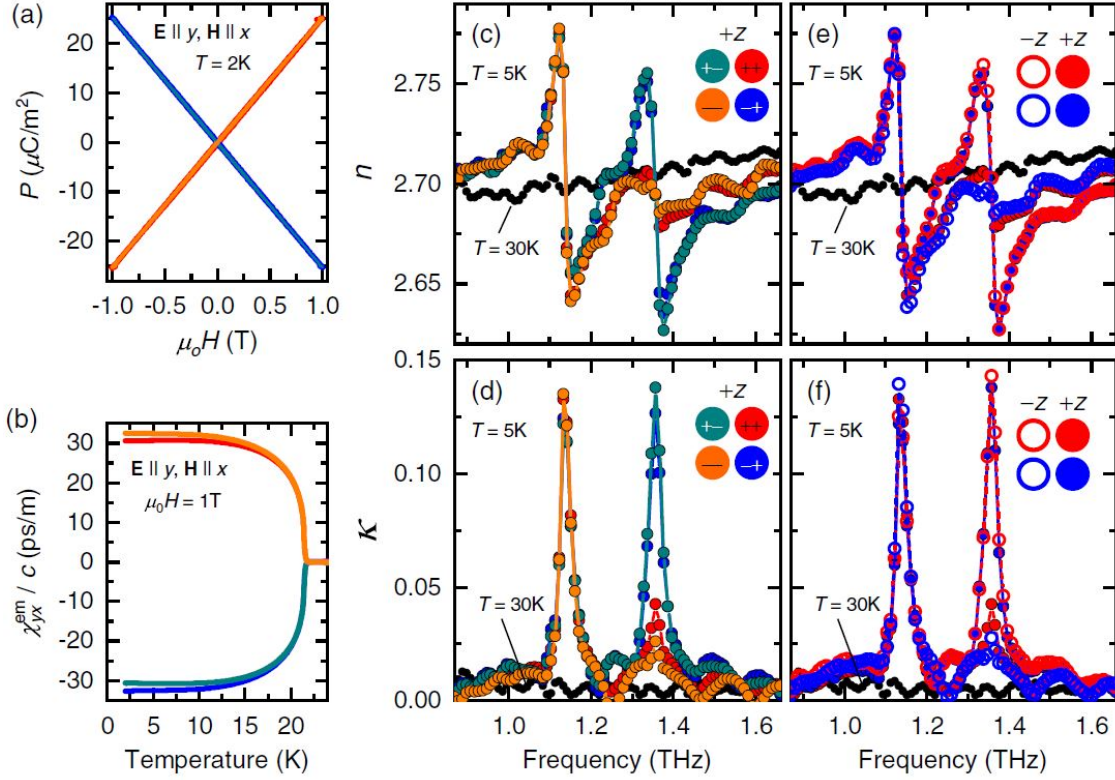 (a)
E || y, H || x
T = 2K
P (μC/m²)
20
10
0
-10
-20
-1.0 -0.5 0.0 0.5 1.0
μ₀H (T)
(b)
E || y, H || x
μ₀H = 1T
χᵉᵐyx / c (ps/m)
30
20
10
0
-10
-20
-30
0 5 10 15 20
Temperature (K)
(c)
+z
T = 5K
+− ++
−− −+
n
2.75
2.70
2.65
T = 30K
(d)
+z
T = 5K
+− ++
−− −+
κ
0.15
0.10
0.05
0.00
T = 30K
1.0 1.2 1.4 1.6
Frequency (THz)
(e)
−z +z
T = 5K
T = 30K
(f)
−z +z
T = 5K
T = 30K
1.0 1.2 1.4 1.6
Frequency (THz)